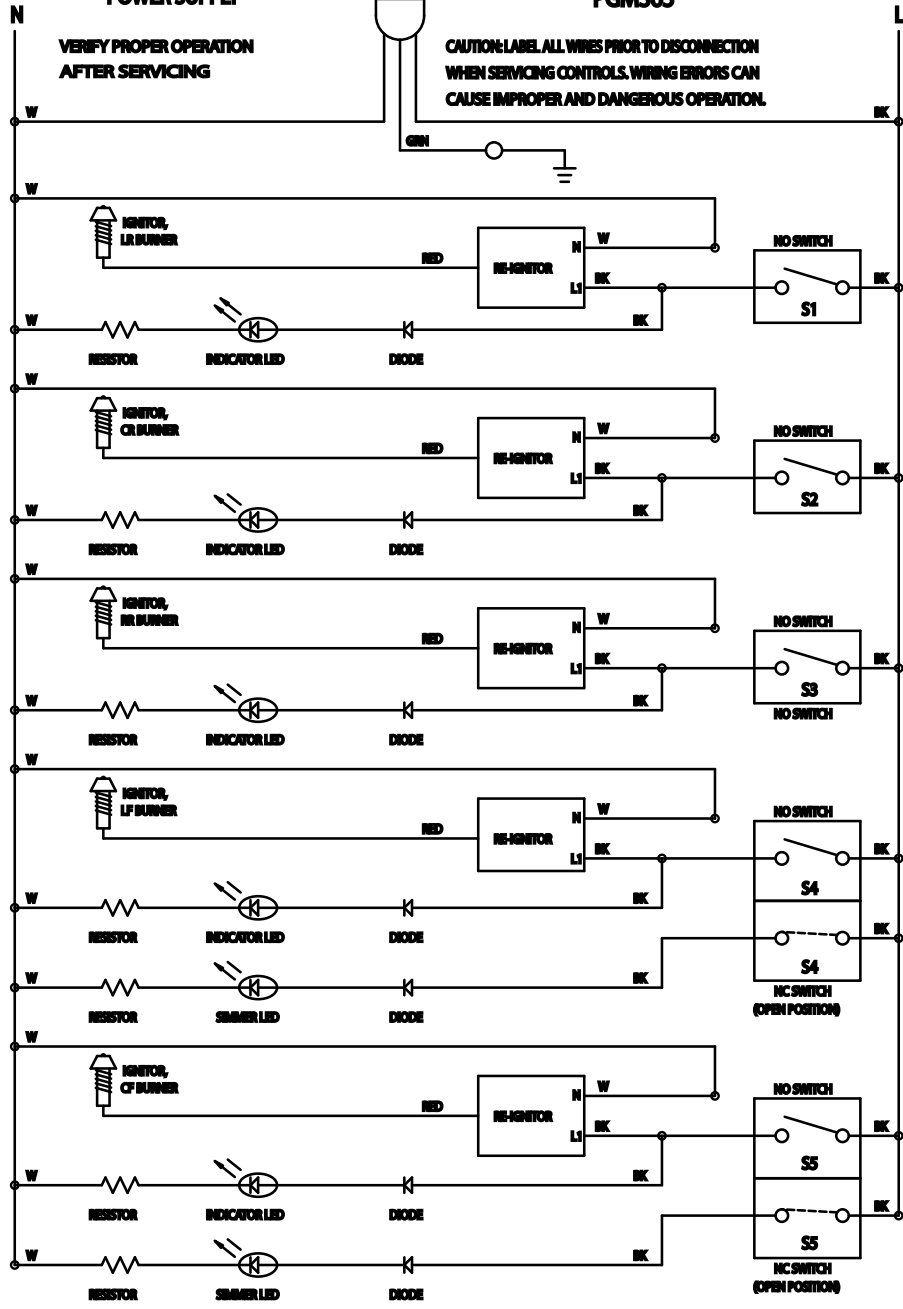 POWER SUPPLY
PGM365
N
L
VERIFY PROPER OPERATION
AFTER SERVICING
CAUTION: LABEL ALL WIRES PRIOR TO DISCONNECTION
WHEN SERVICING CONTROLS. WIRING ERRORS CAN
CAUSE IMPROPER AND DANGEROUS OPERATION.
W
BK
GRN
W
IGNITOR,
LR BURNER
RED
RE-IGNITOR
N
W
L1
BK
NO SWITCH
BK
S1
W
BK
RESISTOR
INDICATOR LED
DIODE
W
IGNITOR,
CR BURNER
RED
RE-IGNITOR
N
W
L1
BK
NO SWITCH
BK
S2
W
BK
RESISTOR
INDICATOR LED
DIODE
W
IGNITOR,
RR BURNER
RED
RE-IGNITOR
N
W
L1
BK
NO SWITCH
BK
S3
NO SWITCH
W
BK
RESISTOR
INDICATOR LED
DIODE
W
IGNITOR,
LF BURNER
RED
RE-IGNITOR
N
W
L1
BK
NO SWITCH
BK
S4
W
BK
RESISTOR
INDICATOR LED
DIODE
BK
S4
NC SWITCH
(OPEN POSITION)
W
BK
RESISTOR
SIMMER LED
DIODE
W
IGNITOR,
CF BURNER
RED
RE-IGNITOR
N
W
L1
BK
NO SWITCH
BK
S5
W
BK
RESISTOR
INDICATOR LED
DIODE
BK
S5
NC SWITCH
(OPEN POSITION)
W
BK
RESISTOR
SIMMER LED
DIODE